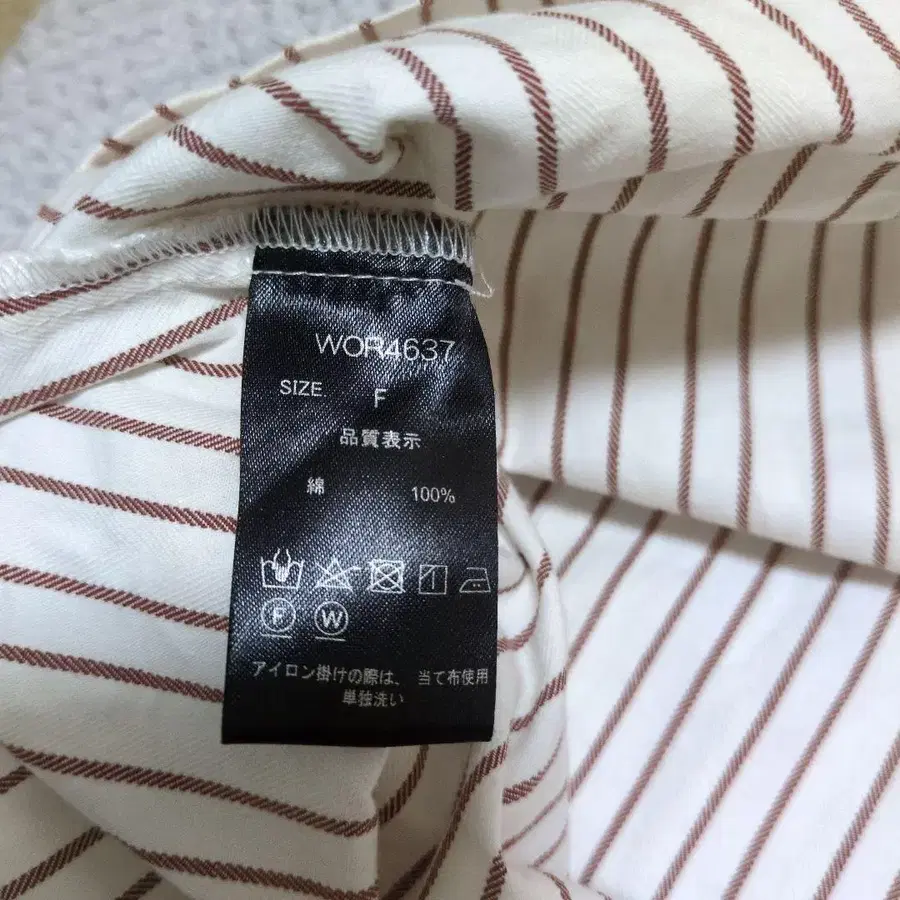 WOR4637
SIZE F
品質表示
綿 100%
F W
アイロン掛けの際は、当て布使用
単独洗い